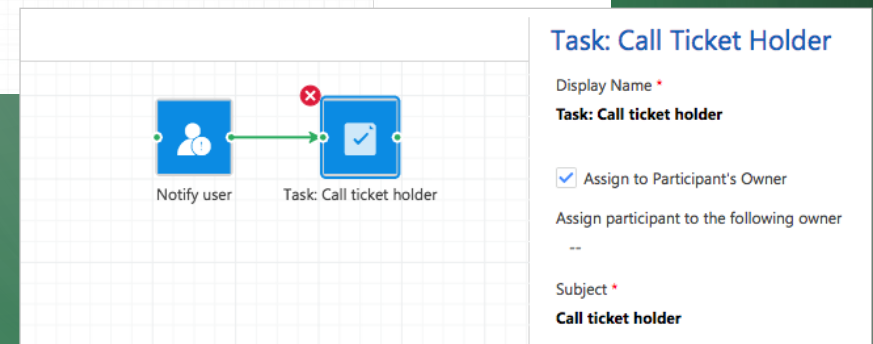 Task: Call Ticket Holder
Display Name *
Task: Call ticket holder
Assign to Participant's Owner
Assign participant to the following owner
--
Subject *
Call ticket holder
Notify user
Task: Call ticket holder